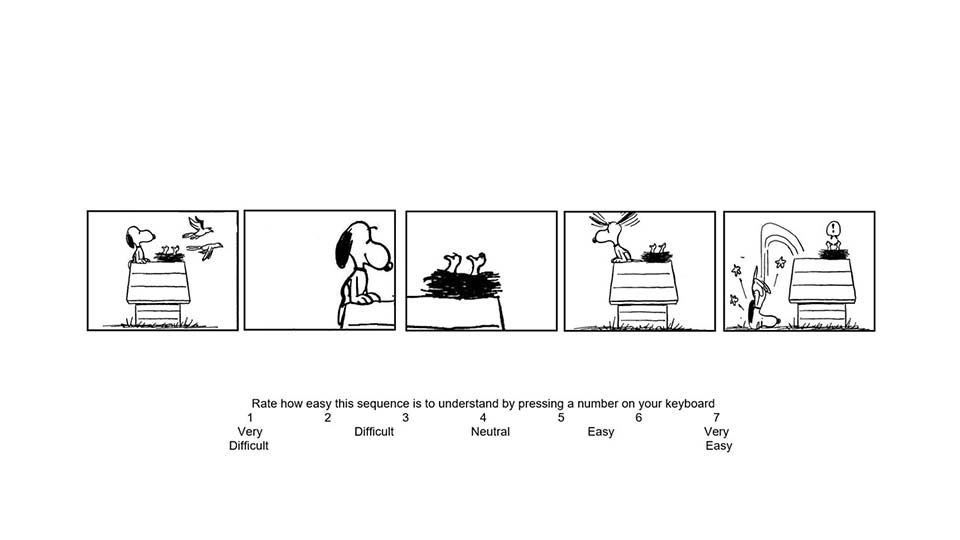 !
Rate how easy this sequence is to understand by pressing a number on your keyboard
1 2 3 4 5 6 7
Very Difficult Neutral Easy Very
Difficult Easy